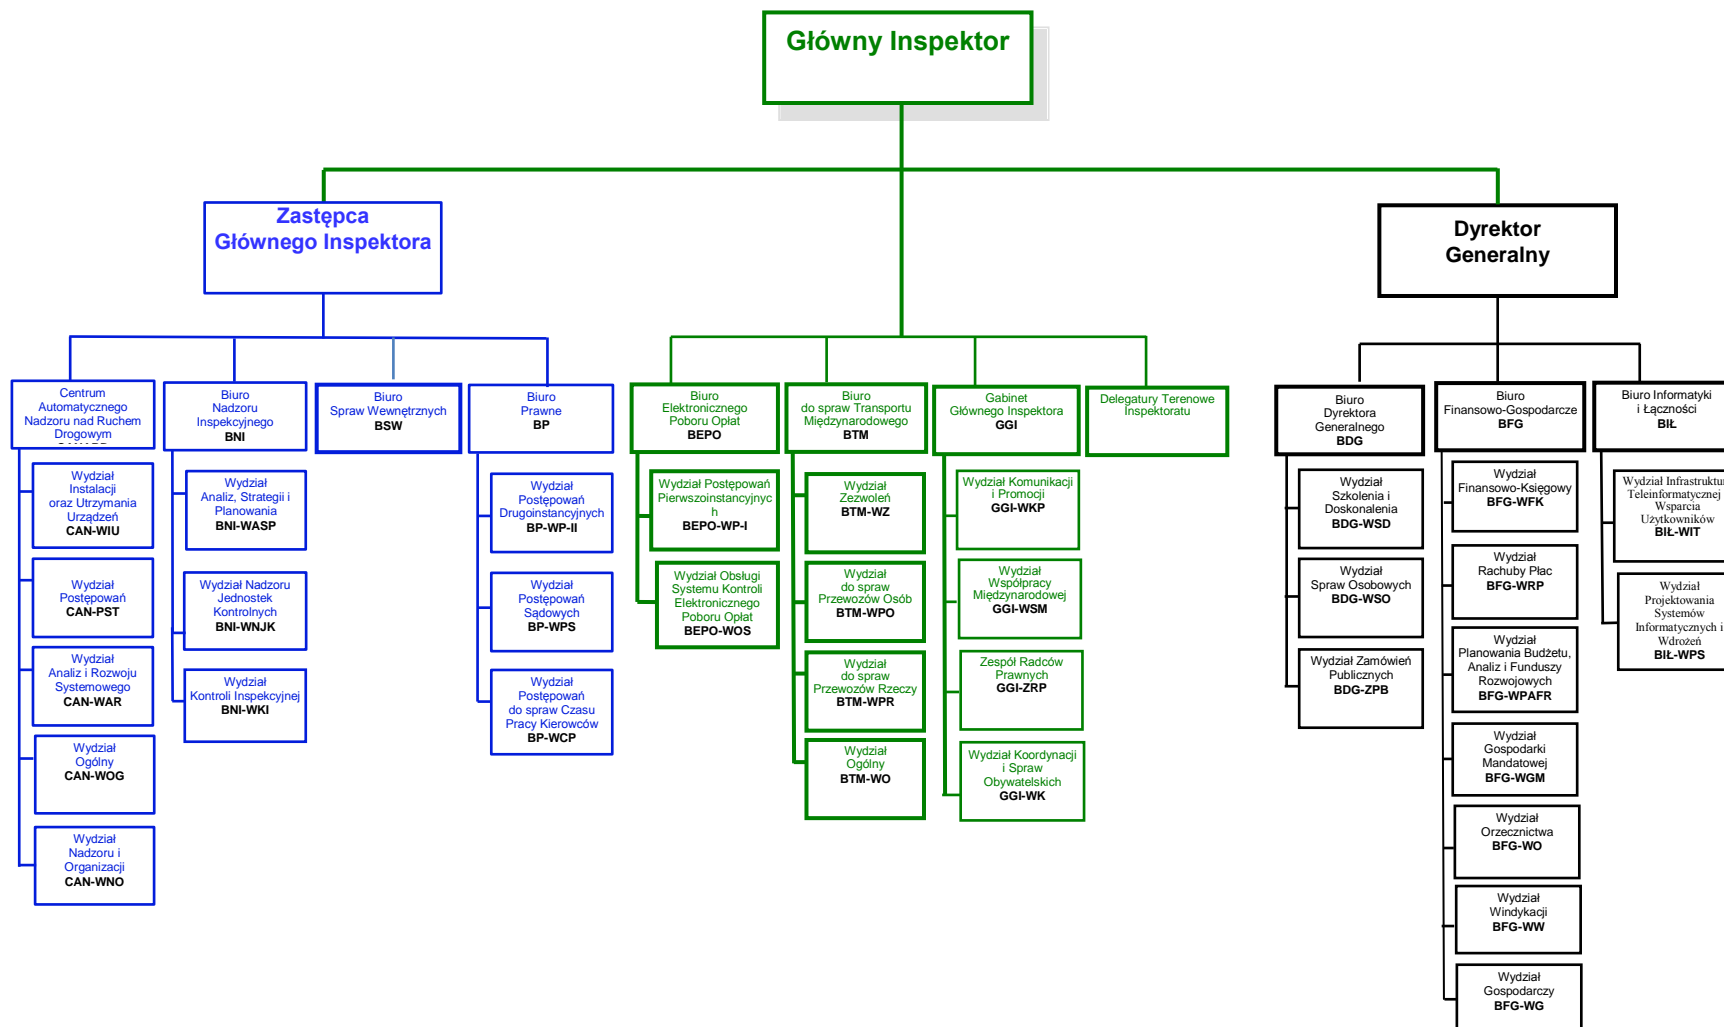 Główny Inspektor
Zastępca
Głównego Inspektora
Dyrektor
Generalny
Centrum
Automatycznego
Nadzoru nad Ruchem
Drogowym
Wydział
Instalacji
oraz Utrzymania
Urządzeń
CAN-WIU
Wydział
Postępowań
CAN-PST
Wydział
Analiz i Rozwoju
Systemowego
CAN-WAR
Wydział
Ogólny
CAN-WOG
Wydział
Nadzoru i
Organizacji
CAN-WNO
Biuro
Nadzoru
Inspekcyjnego
BNI
Wydział
Analiz, Strategii i
Planowania
BNI-WASP
Wydział Nadzoru
Jednostek
Kontrolnych
BNI-WNJK
Wydział
Kontroli Inspekcyjnej
BNI-WKI
Biuro
Spraw Wewnętrznych
BSW
Biuro
Prawne
BP
Wydział
Postępowań
Drugoinstancyjnych
BP-WP-II
Wydział
Postępowań
Sądowych
BP-WPS
Wydział
Postępowań
do spraw Czasu
Pracy Kierowców
BP-WCP
Biuro
Elektronicznego
Poboru Opłat
BEPO
Wydział Postępowań
Pierwszoinstancyjnyc
h
BEPO-WP-I
Wydział Obsługi
Systemu Kontroli
Elektronicznego
Poboru Opłat
BEPO-WOS
Biuro
do spraw Transportu
Międzynarodowego
BTM
Wydział
Zezwoleń
BTM-WZ
Wydział
do spraw
Przewozów Osób
BTM-WPO
Wydział
do spraw
Przewozów Rzeczy
BTM-WPR
Wydział
Ogólny
BTM-WO
Gabinet
Głównego Inspektora
GGI
Wydział Komunikacji
i Promocji
GGI-WKP
Wydział
Współpracy
Międzynarodowej
GGI-WSM
Zespół Radców
Prawnych
GGI-ZRP
Wydział Koordynacji
i Spraw
Obywatelskich
GGI-WK
Delegatury Terenowe
Inspektoratu
Biuro
Dyrektora
Generalnego
BDG
Wydział
Szkolenia i
Doskonalenia
BDG-WSD
Wydział
Spraw Osobowych
BDG-WSO
Wydział Zamówień
Publicznych
BDG-ZPB
Biuro
Finansowo-Gospodarcze
BFG
Wydział
Finansowo-Księgowy
BFG-WFK
Wydział
Rachuby Płac
BFG-WRP
Wydział
Planowania Budżetu,
Analiz i Funduszy
Rozwojowych
BFG-WPAFR
Wydział
Gospodarki
Mandatowej
BFG-WGM
Wydział
Orzecznictwa
BFG-WO
Wydział
Windykacji
BFG-WW
Wydział
Gospodarczy
BFG-WG
Biuro Informatyki
i Łączności
BIŁ
Wydział Infrastruktur
Teleinformatycznej
Wsparcia
Użytkowników
BIŁ-WIT
Wydział
Projektowania
Systemów
Informatycznych i
Wdrożeń
BIŁ-WPS